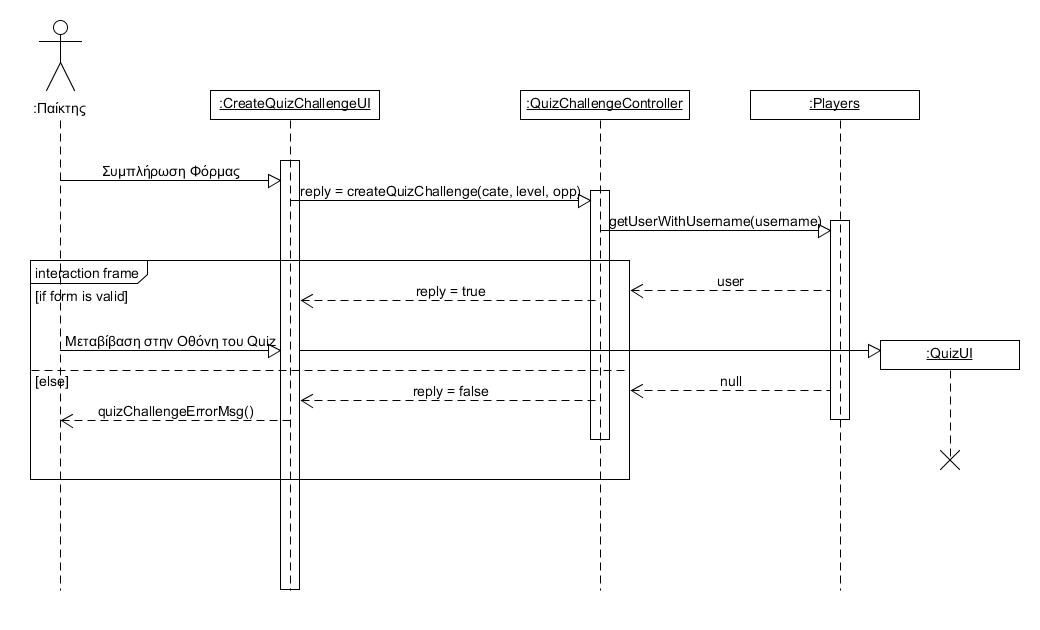 :Παίκτης
:CreateQuizChallengeUI
:QuizChallengeController
:Players
Συμπλήρωση Φόρμας
reply = createQuizChallenge(cate, level, opp)
getUserWithUsername(username)
interaction frame
[if form is valid]
user
reply = true
Μεταβίβαση στην Οθόνη του Quiz
:QuizUI
[else]
null
reply = false
quizChallengeErrorMsg()